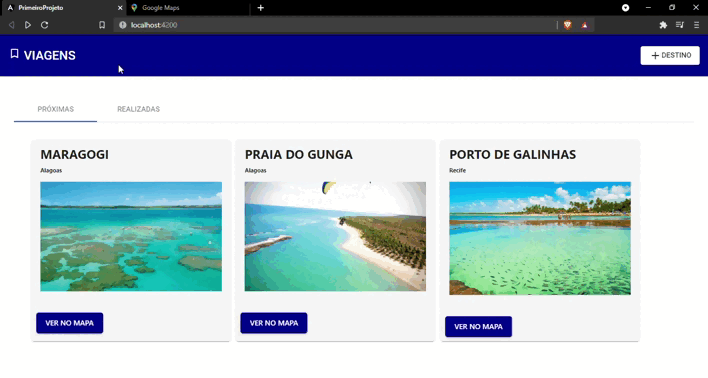 PrimeiroProjeto
Google Maps
localhost:4200
VIAGENS
+ DESTINO
PRÓXIMAS
REALIZADAS
MARAGOGI
Alagoas
VER NO MAPA
PRAIA DO GUNGA
Alagoas
VER NO MAPA
PORTO DE GALINHAS
Recife
VER NO MAPA